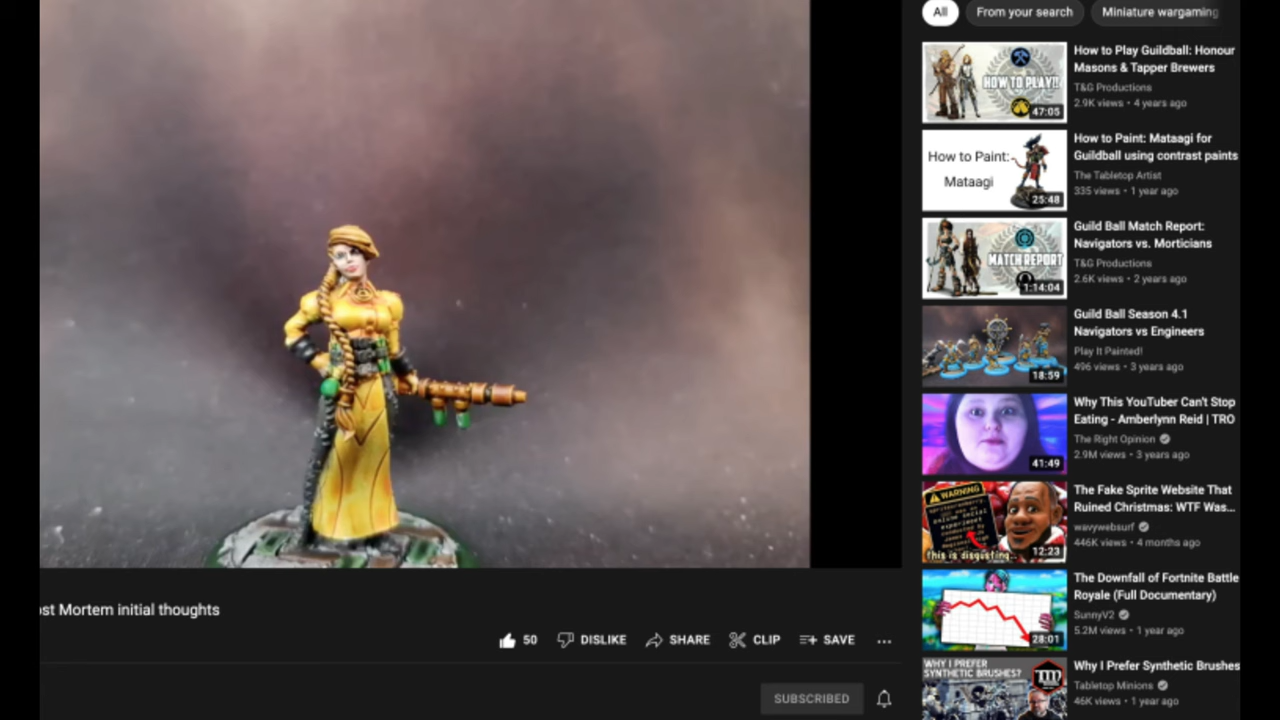 All
From your search
Miniature wargaming
HOW TO PLAY!!
47:05
How to Play Guildball: Honour
Masons & Tapper Brewers
T&G Productions
2.9K views • 4 years ago
How to Paint:
Mataagi
25:48
How to Paint: Mataagi for
Guildball using contrast paints
The Tabletop Artist
335 views • 1 year ago
MATCH REPORT
1:14:04
Guild Ball Match Report:
Navigators vs. Morticians
T&G Productions
2.6K views • 2 years ago
18:59
Guild Ball Season 4.1
Navigators vs Engineers
Play It Painted!
496 views • 3 years ago
41:49
Why This YouTuber Can't Stop
Eating - Amberlynn Reid | TRO
The Right Opinion
2.9M views • 3 years ago
WARNING
this is disgusting...
12:23
The Fake Sprite Website That
Ruined Christmas: WTF Was...
wavywebsurf
446K views • 4 months ago
28:01
The Downfall of Fortnite Battle
Royale (Full Documentary)
SunnyV2
5.2M views • 1 year ago
WHY I PREFER
SYNTHETIC BRUSHES?
TM
Why I Prefer Synthetic Brushes
Tabletop Minions
46K views • 1 year ago
ost Mortem initial thoughts
50
DISLIKE
SHARE
CLIP
SAVE
...
SUBSCRIBED